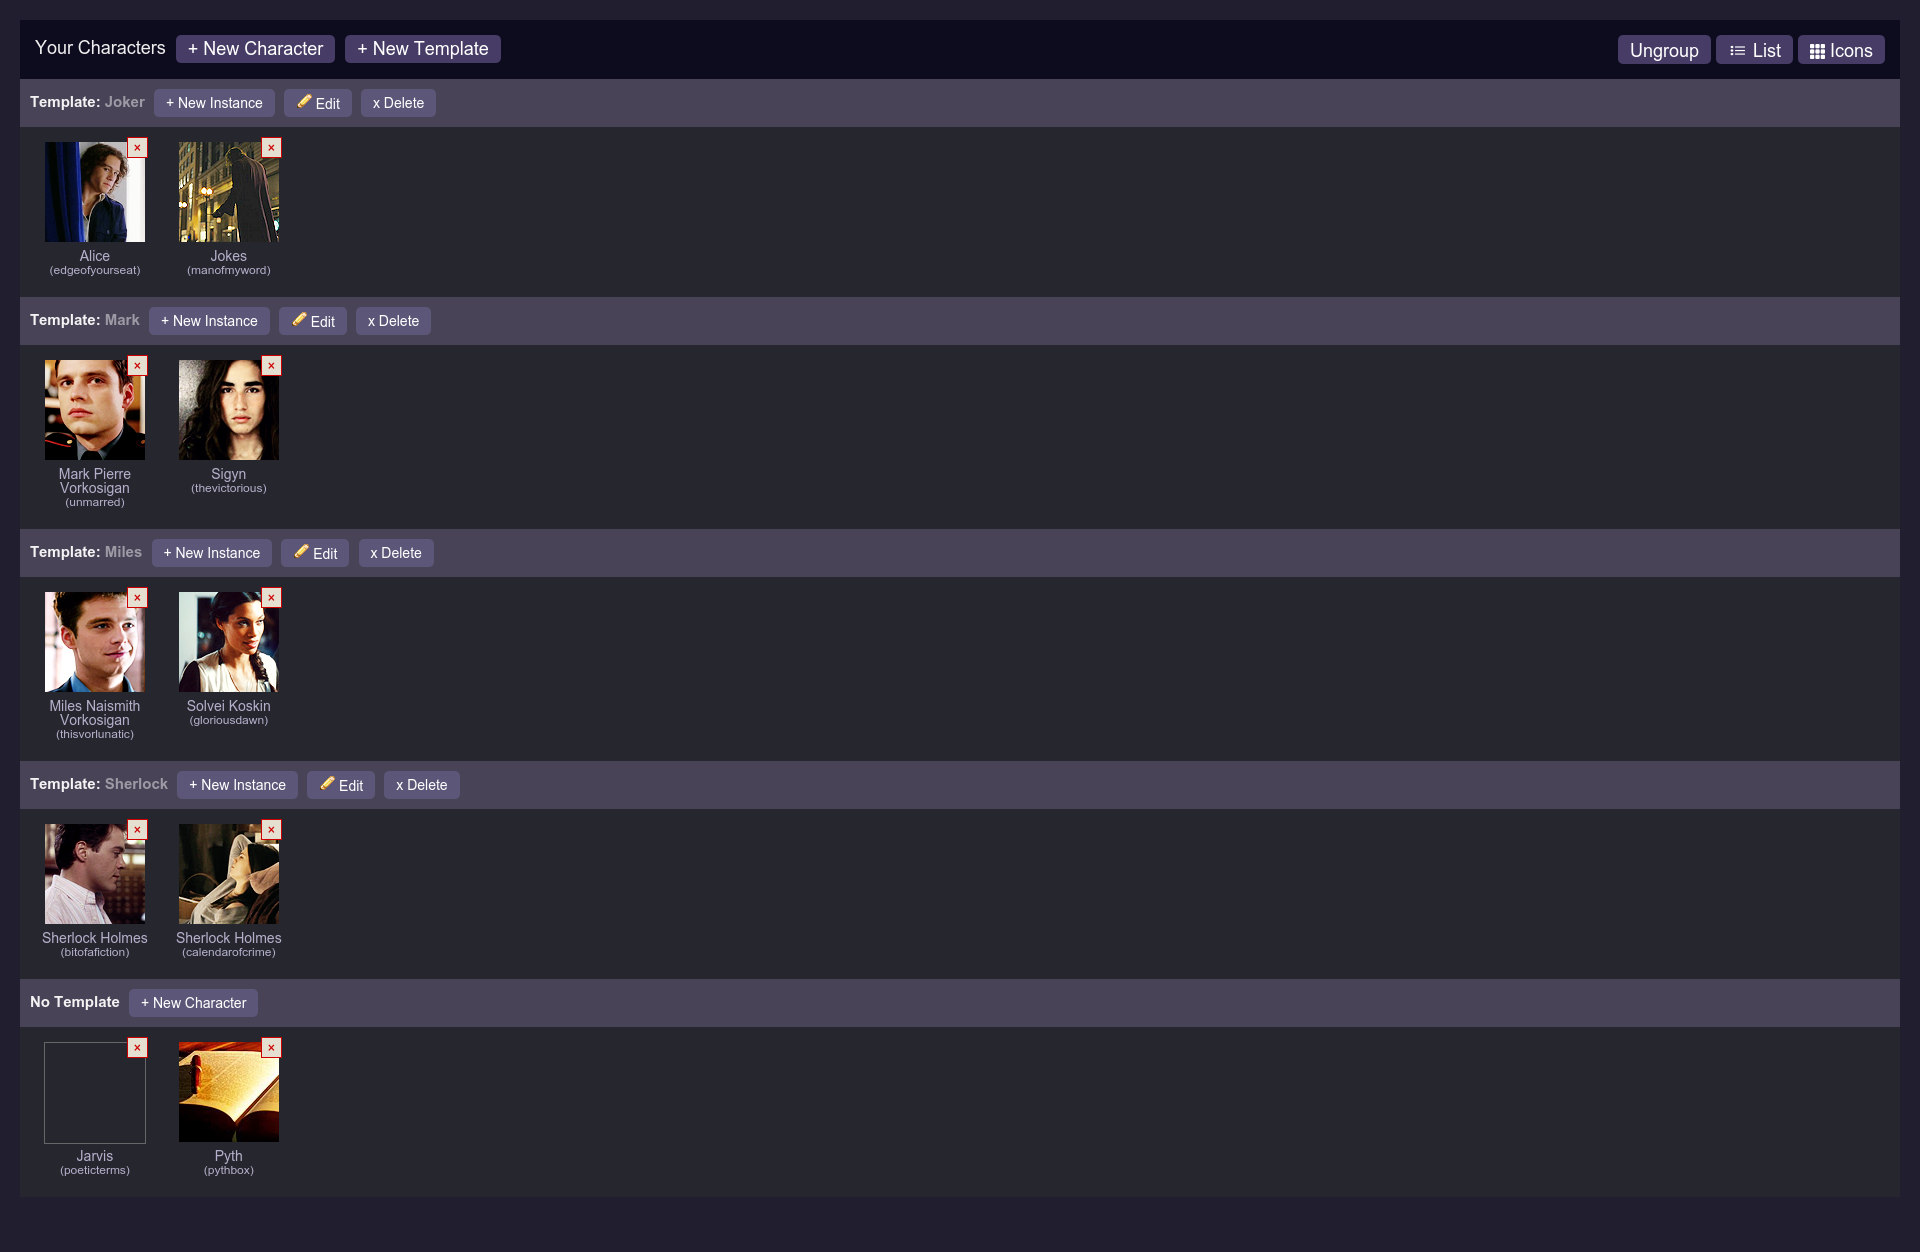 Your Characters + New Character + New Template Ungroup List Icons
Template: Joker + New Instance Edit x Delete
× ×
Alice Jokes
(edgeofyourseat) (manofmyword)
Template: Mark + New Instance Edit x Delete
× ×
Mark Pierre Sigyn
Vorkosigan (thevictorious)
(unmarred)
Template: Miles + New Instance Edit x Delete
× ×
Miles Naismith Solvei Koskin
Vorkosigan (gloriousdawn)
(thisvorlunatic)
Template: Sherlock + New Instance Edit x Delete
× ×
Sherlock Holmes Sherlock Holmes
(bitofafiction) (calendarofcrime)
No Template + New Character
× ×
Jarvis Pyth
(poeticterms) (pythbox)